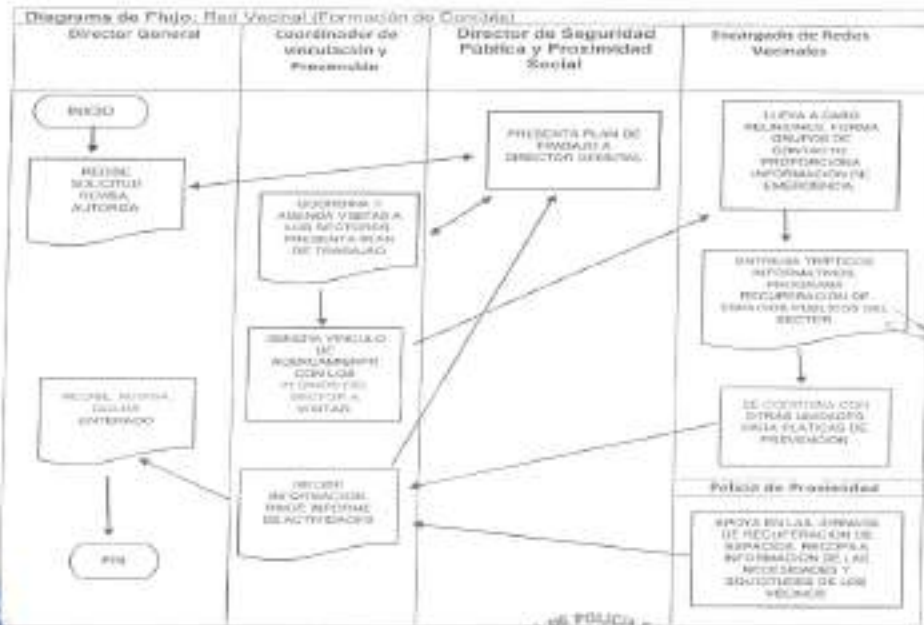 Diagrama de Flujo: Red Vecinal (Formación de Comités)
Director General
Coordinador de
vinculación y
Prevención
Director de Seguridad
Pública y Proximidad
Social
Encargado de Redes
Vecinales
INICIO
RECIBE
SOLICITUD
REVISA,
AUTORIZA
PRESENTA PLAN DE
TRABAJO A
DIRECTOR GENERAL
LLEVA A CABO
REUNIONES, FORMA
GRUPOS DE
CONTACTO
PROPORCIONA
INFORMACIÓN DE
EMERGENCIA
COORDINA Y
AGENDA VISITAS A
LOS SECTORES,
PRESENTA PLAN
DE TRABAJO
ENTREGA TRÍPTICOS
INFORMATIVOS,
PROGRAMA
RECUPERACIÓN DE
ESPACIOS PÚBLICOS DEL
SECTOR
VINCULO
DE
ACERCAMIENTO
CON LOS
VECINOS DEL
SECTOR A
VISITAR
RECIBE, REVISA,
ENTERADO
SE COORDINA CON
OTRAS UNIDADES
PARA PLATICAS DE
PREVENCIÓN
RECIBE
INFORMACIÓN,
RINDE INFORME
DE ACTIVIDADES
Policía de Proximidad
APOYA EN LAS JORNADAS
DE RECUPERACIÓN DE
ESPACIOS, RECOPILA
INFORMACIÓN DE LAS
NECESIDADES Y
SOLICITUDES DE LOS
VECINOS
FIN
DE POLICÍA